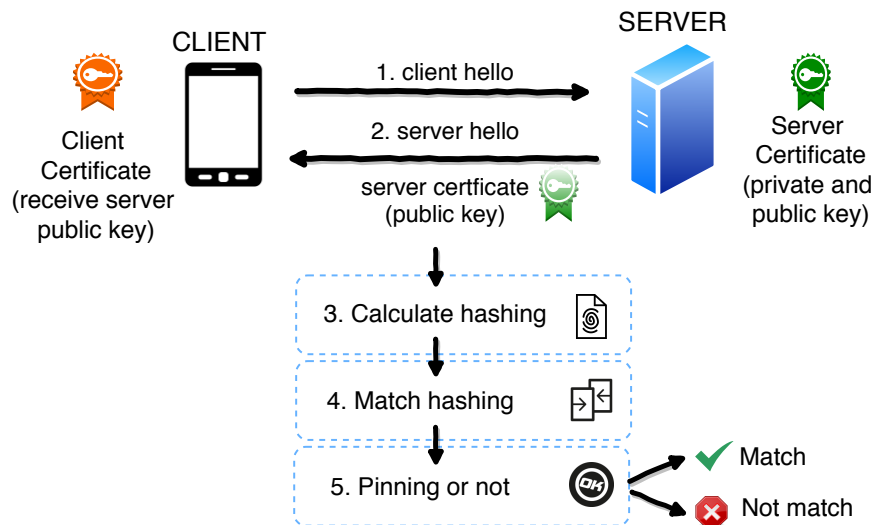 CLIENT
SERVER
1. client hello
2. server hello
Client
Certificate
(receive server
public key)
Server
Certificate
(private and
public key)
server certficate
(public key)
3. Calculate hashing
4. Match hashing
5. Pinning or not
OK
Match
Not match